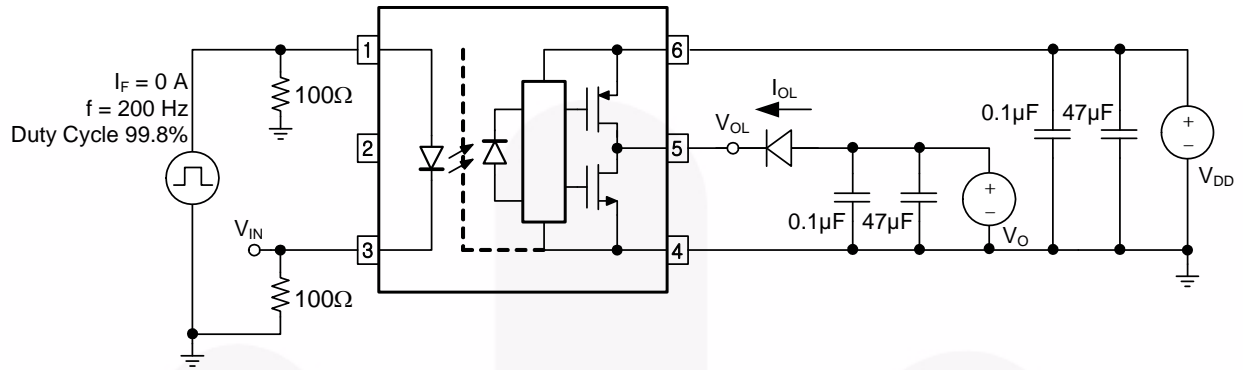 I_F = 0 A
f = 200 Hz
Duty Cycle 99.8%
100Ω
V_IN
100Ω
1
2
3
6
5
4
I_OL
V_OL
0.1μF
47μF
V_O
0.1μF
47μF
V_DD